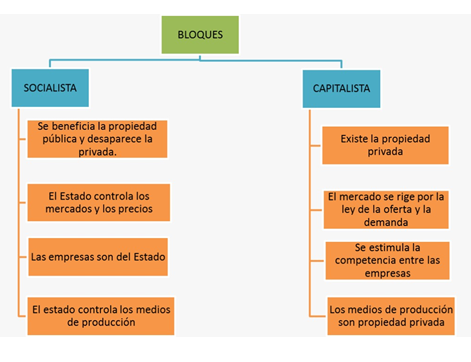 BLOQUES
SOCIALISTA
Se beneficia la propiedad
pública y desaparece la
privada.
El Estado controla los
mercados y los precios
Las empresas son del Estado
El estado controla los medios
de producción
CAPITALISTA
Existe la propiedad
privada
El mercado se rige por la
ley de la oferta y la
demanda
Se estimula la
competencia entre las
empresas
Los medios de producción
son propiedad privada